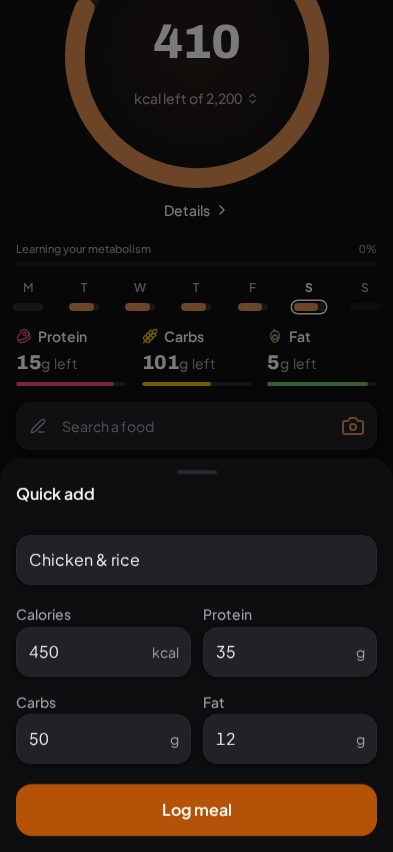 410
kcal left of 2,200
Details
Learning your metabolism 0%
M T W T F S S
Protein Carbs Fat
15g left 101g left 5g left
Search a food
Quick add
Chicken & rice
Calories Protein
450 kcal 35 g
Carbs Fat
50 g 12 g
Log meal